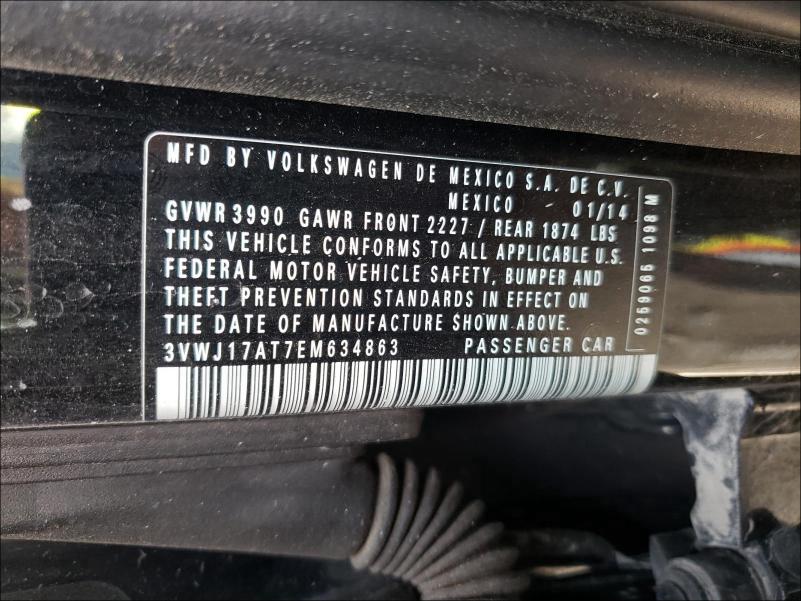 MFD BY VOLKSWAGEN DE MEXICO S.A. DE C.V.
MEXICO 01/14
GVWR 3990 GAWR FRONT 2227 / REAR 1874 LBS
THIS VEHICLE CONFORMS TO ALL APPLICABLE U.S.
FEDERAL MOTOR VEHICLE SAFETY, BUMPER AND
THEFT PREVENTION STANDARDS IN EFFECT ON
THE DATE OF MANUFACTURE SHOWN ABOVE.
3VWJ17AT7EM634863 PASSENGER CAR
0259066 1098 M